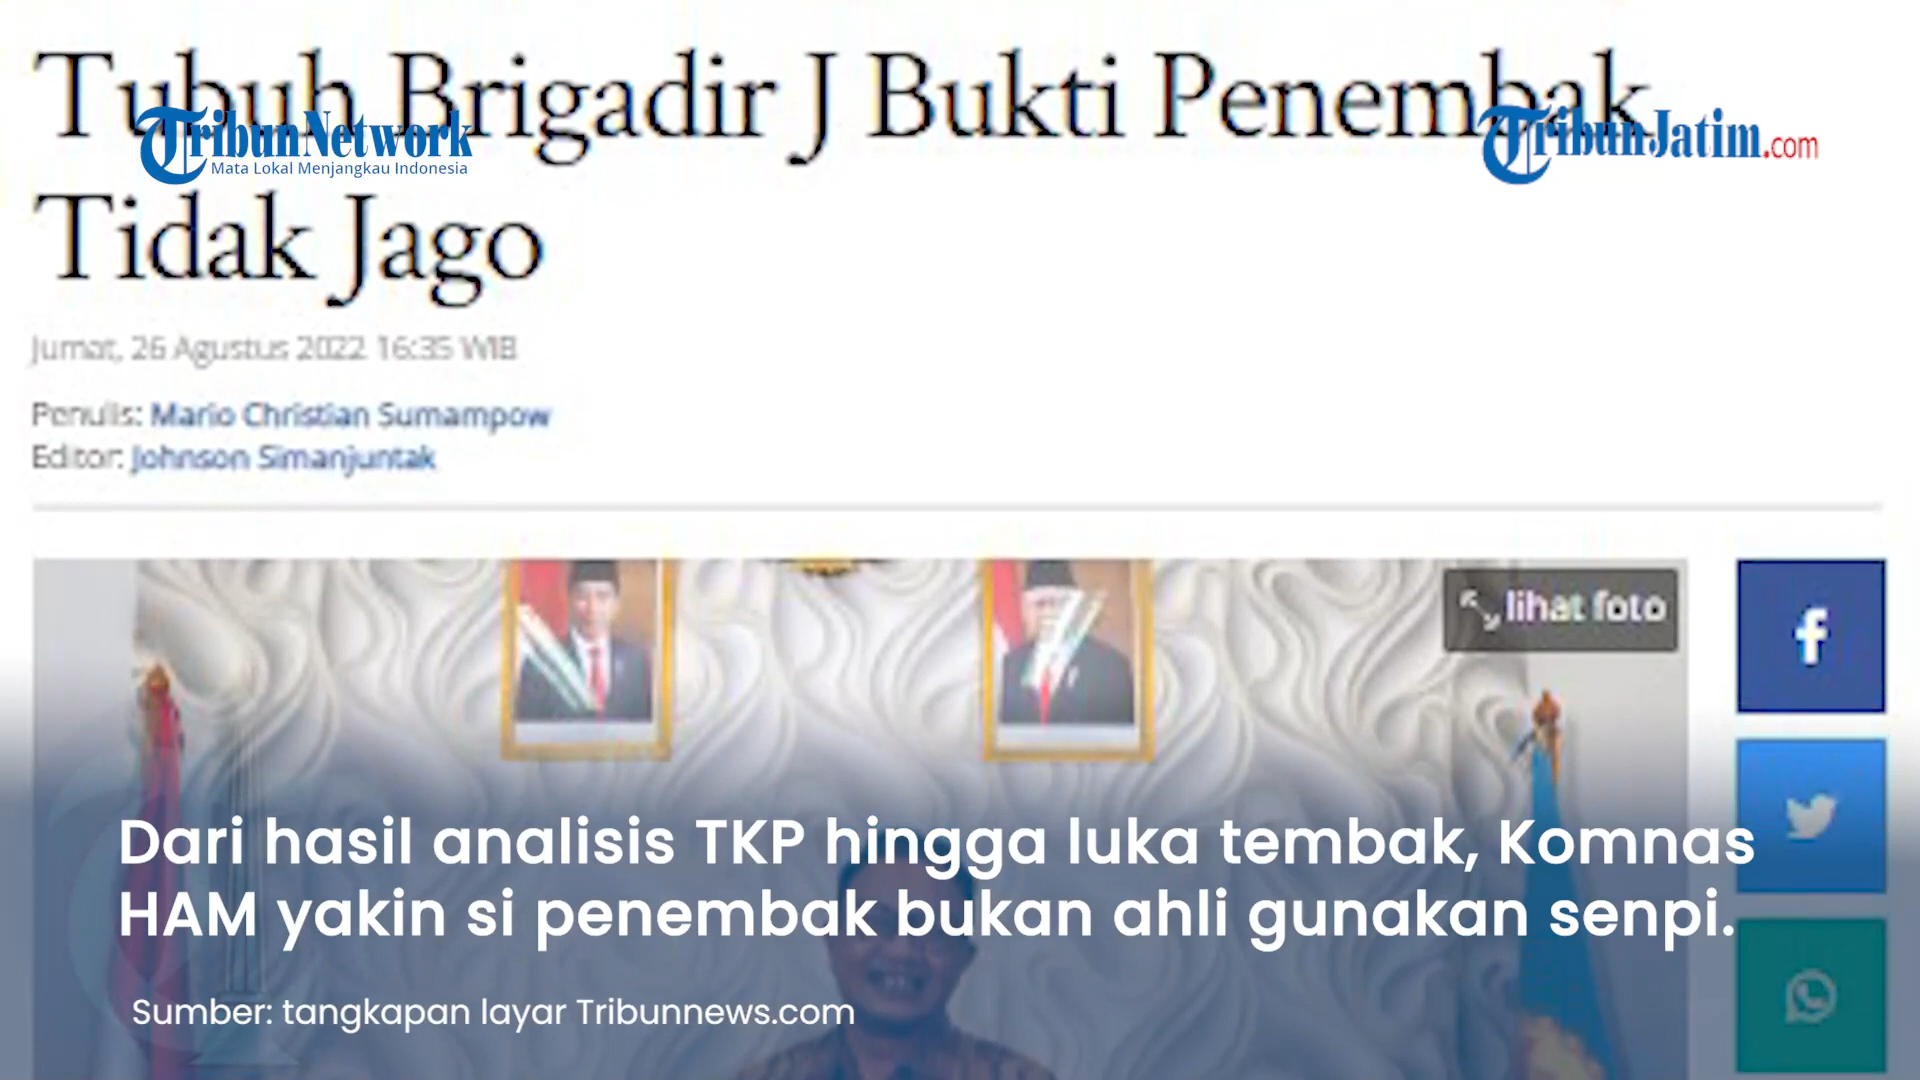 Tubuh Brigadir J Bukti Penembak
TribunNetwork
Mata Lokal Menjangkau Indonesia
TribunJatim.com
Tidak Jago
Jumat, 26 Agustus 2022 16:35 WIB
Penulis: Mario Christian Sumampow
Editor: Johnson Simanjuntak
lihat foto
f
Dari hasil analisis TKP hingga luka tembak, Komnas
HAM yakin si penembak bukan ahli gunakan senpi.
Sumber: tangkapan layar Tribunnews.com